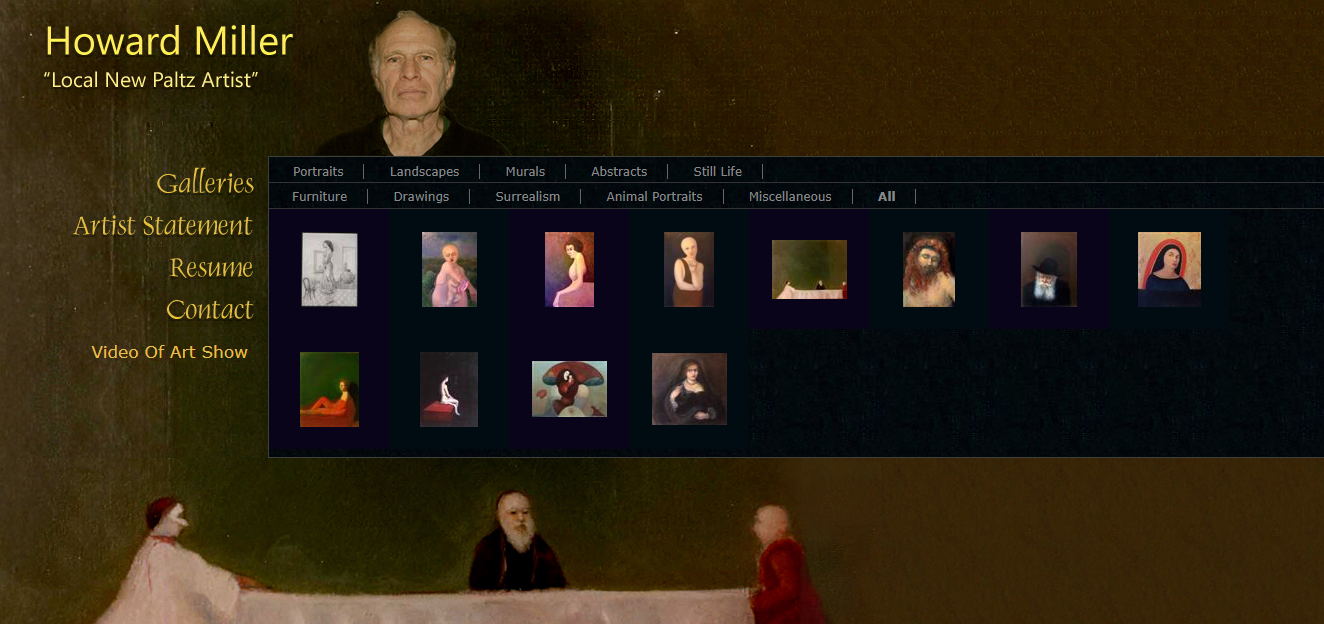 Howard Miller
“Local New Paltz Artist”
Galleries
Artist Statement
Resume
Contact
Video Of Art Show
Portraits | Landscapes | Murals | Abstracts | Still Life |
Furniture | Drawings | Surrealism | Animal Portraits | Miscellaneous | All |